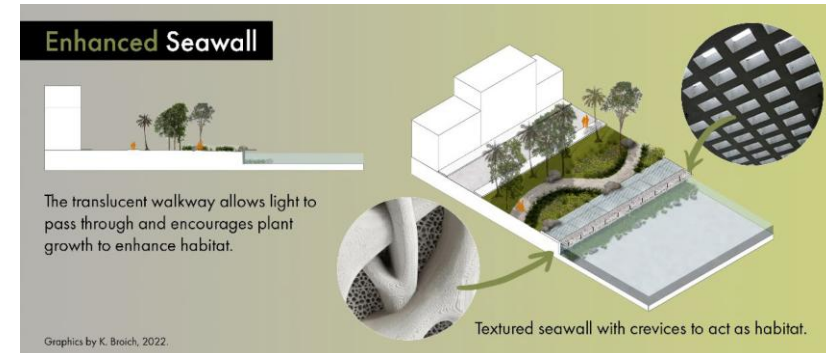 Enhanced Seawall
The translucent walkway allows light to
pass through and encourages plant
growth to enhance habitat.
Textured seawall with crevices to act as habitat.
Graphics by K. Broich, 2022.